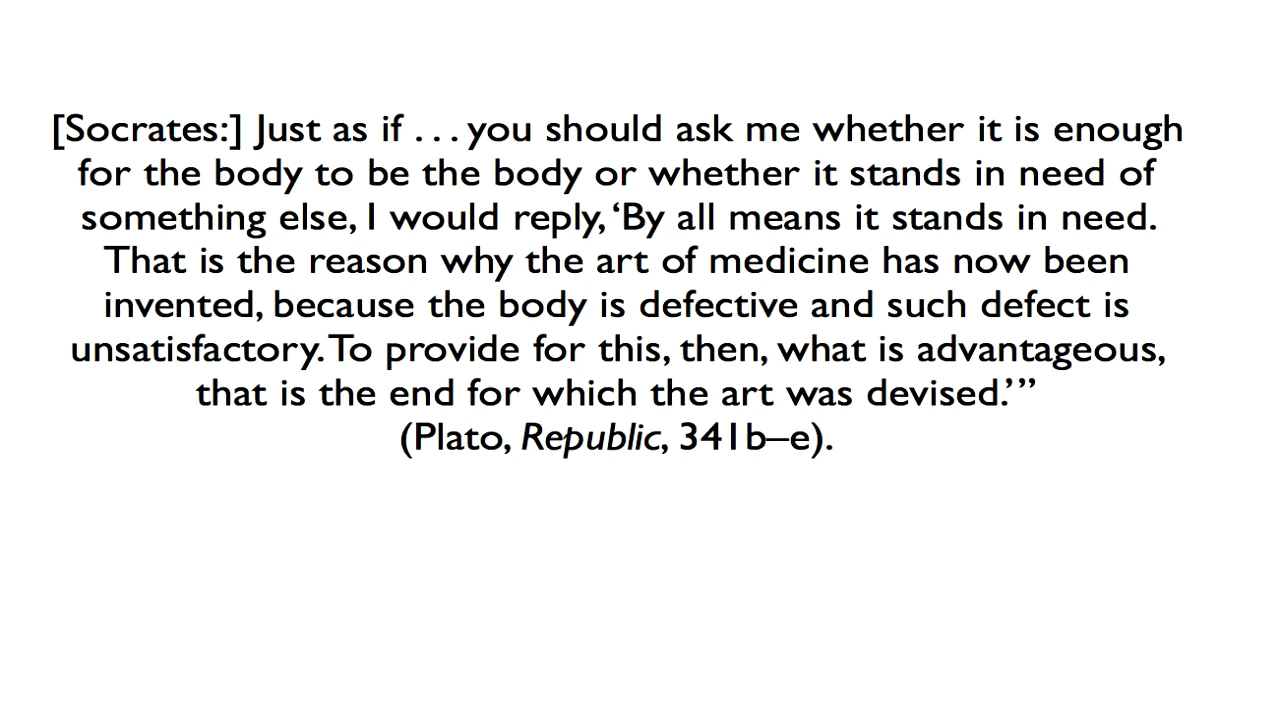 [Socrates:] Just as if . . . you should ask me whether it is enough
for the body to be the body or whether it stands in need of
something else, I would reply, ‘By all means it stands in need.
That is the reason why the art of medicine has now been
invented, because the body is defective and such defect is
unsatisfactory. To provide for this, then, what is advantageous,
that is the end for which the art was devised.’”
(Plato, Republic, 341b–e).